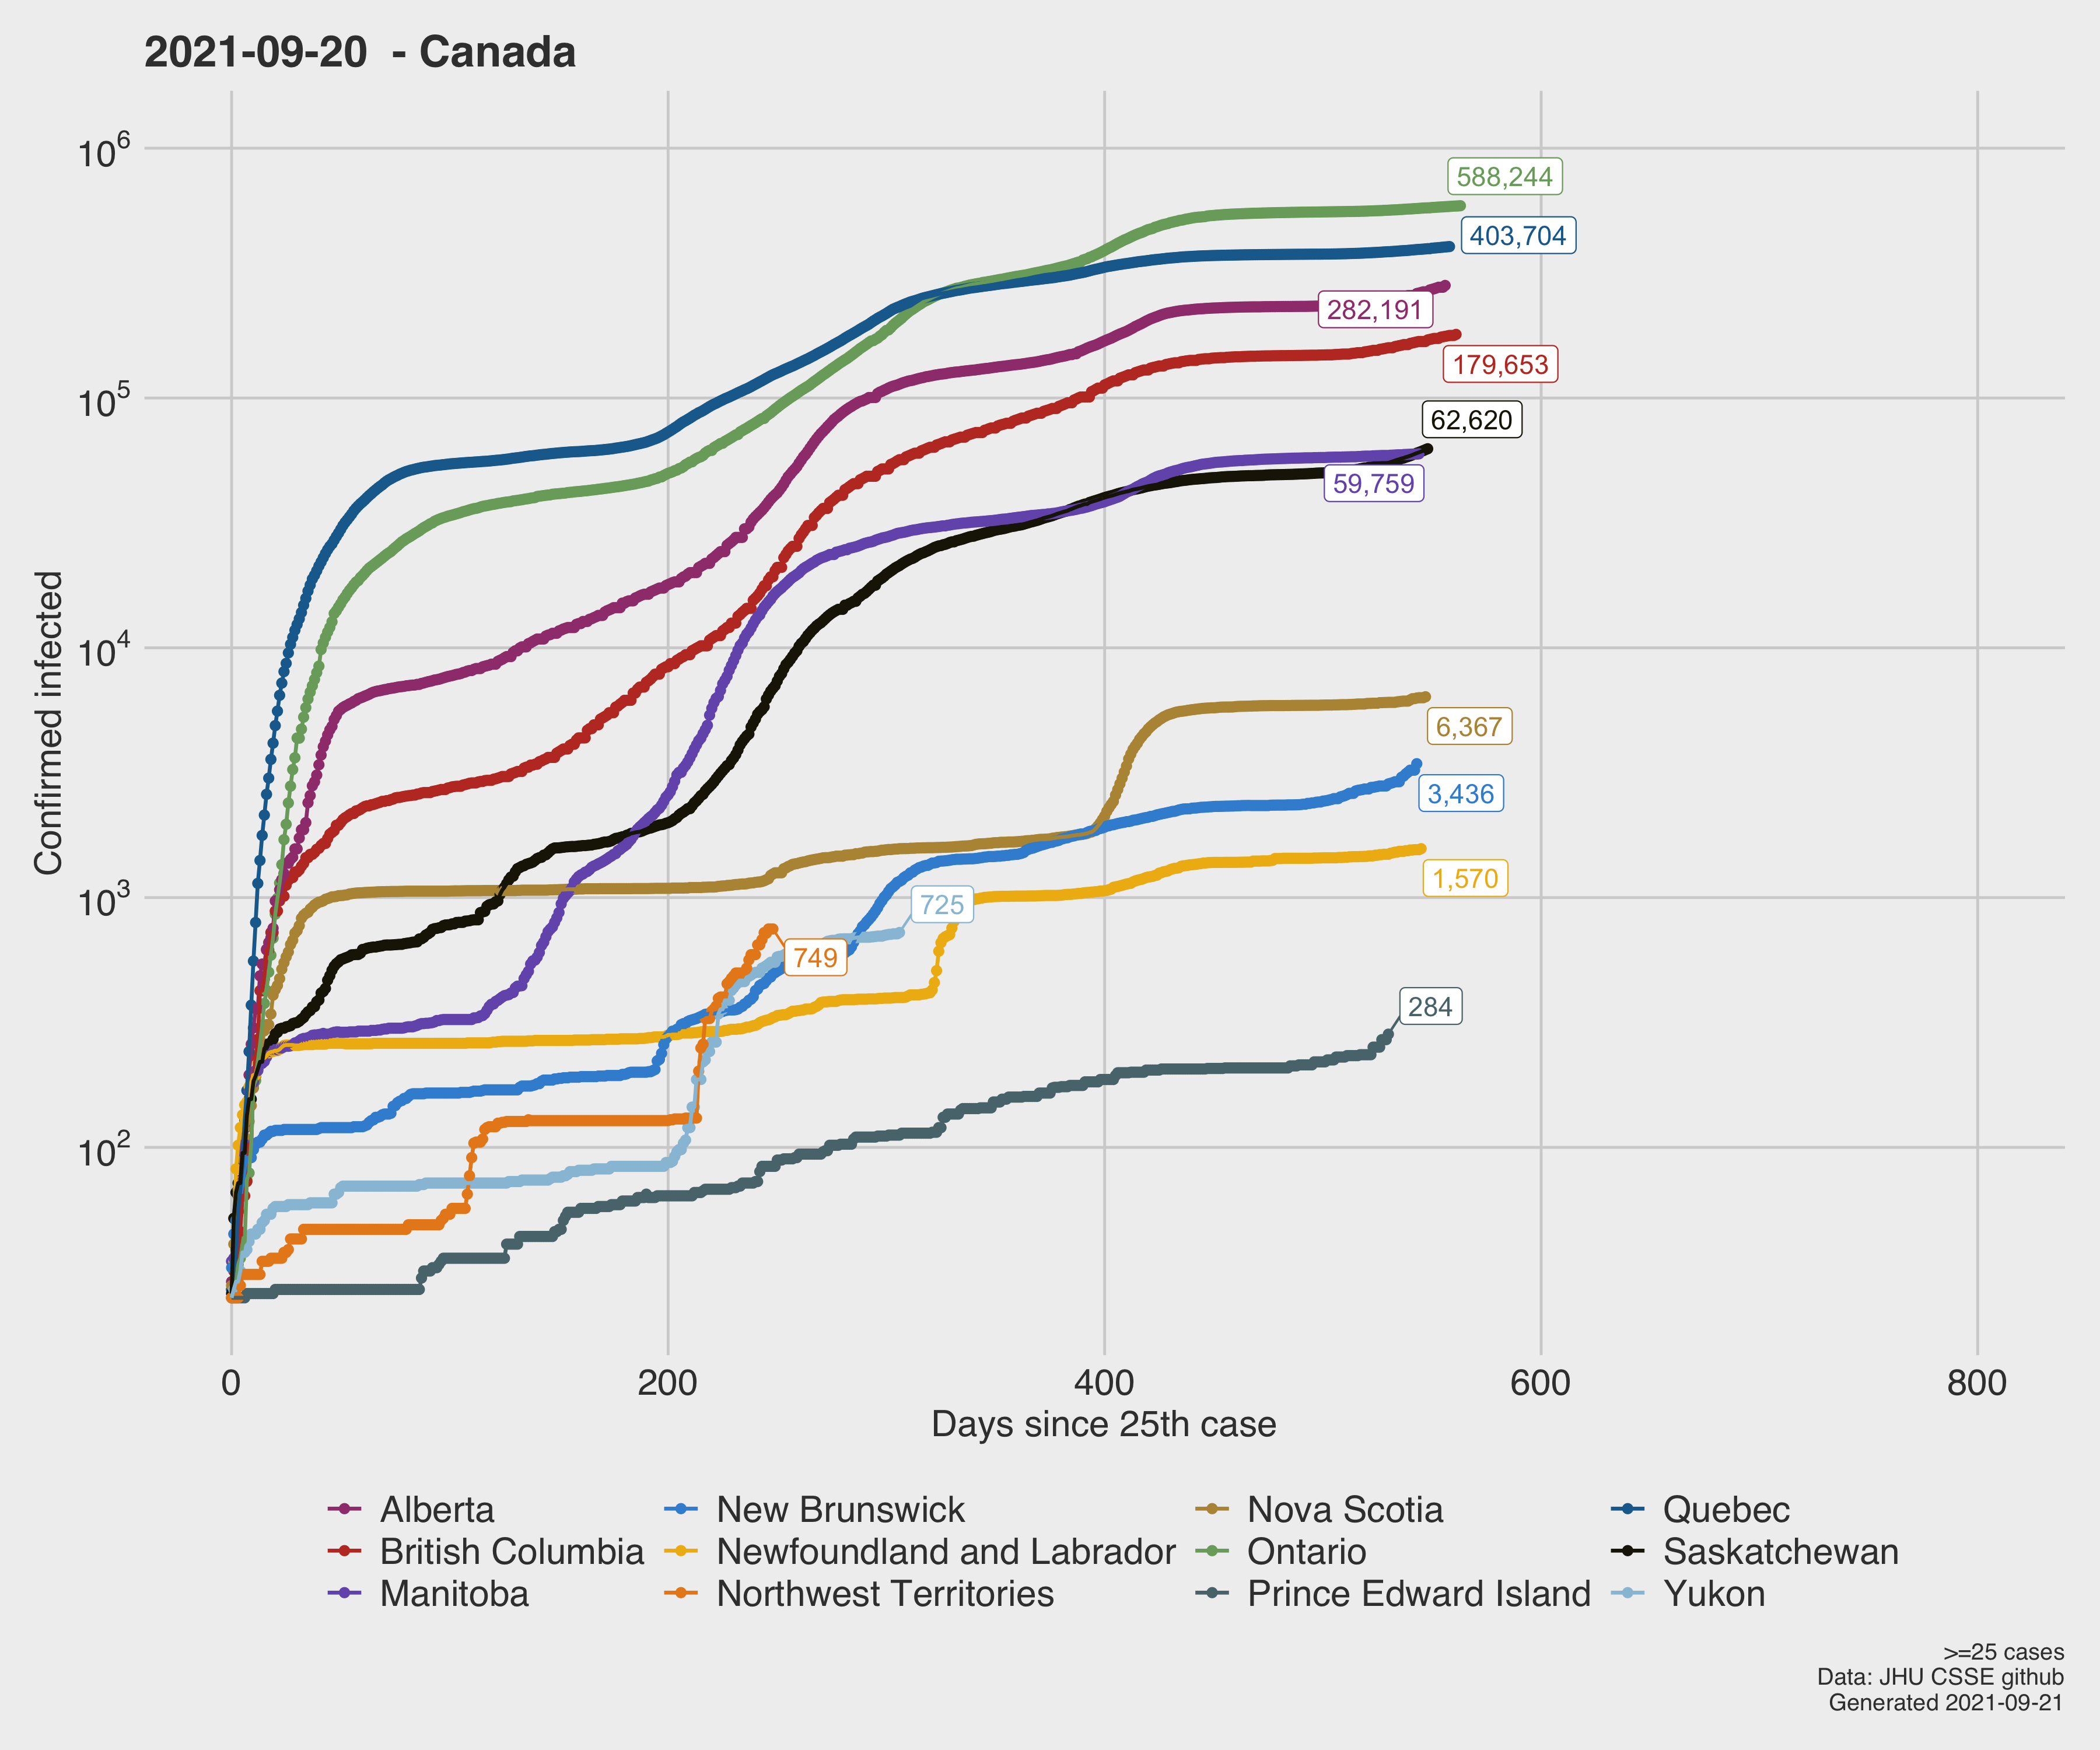 2021-09-20  - Canada
10^6
10^5
10^4
10^3
10^2
Confirmed infected
588,244
403,704
282,191
179,653
62,620
59,759
6,367
3,436
1,570
725
749
284
0 200 400 600 800
Days since 25th case
Alberta New Brunswick Nova Scotia Quebec
British Columbia Newfoundland and Labrador Ontario Saskatchewan
Manitoba Northwest Territories Prince Edward Island Yukon
>=25 cases
Data: JHU CSSE github
Generated 2021-09-21